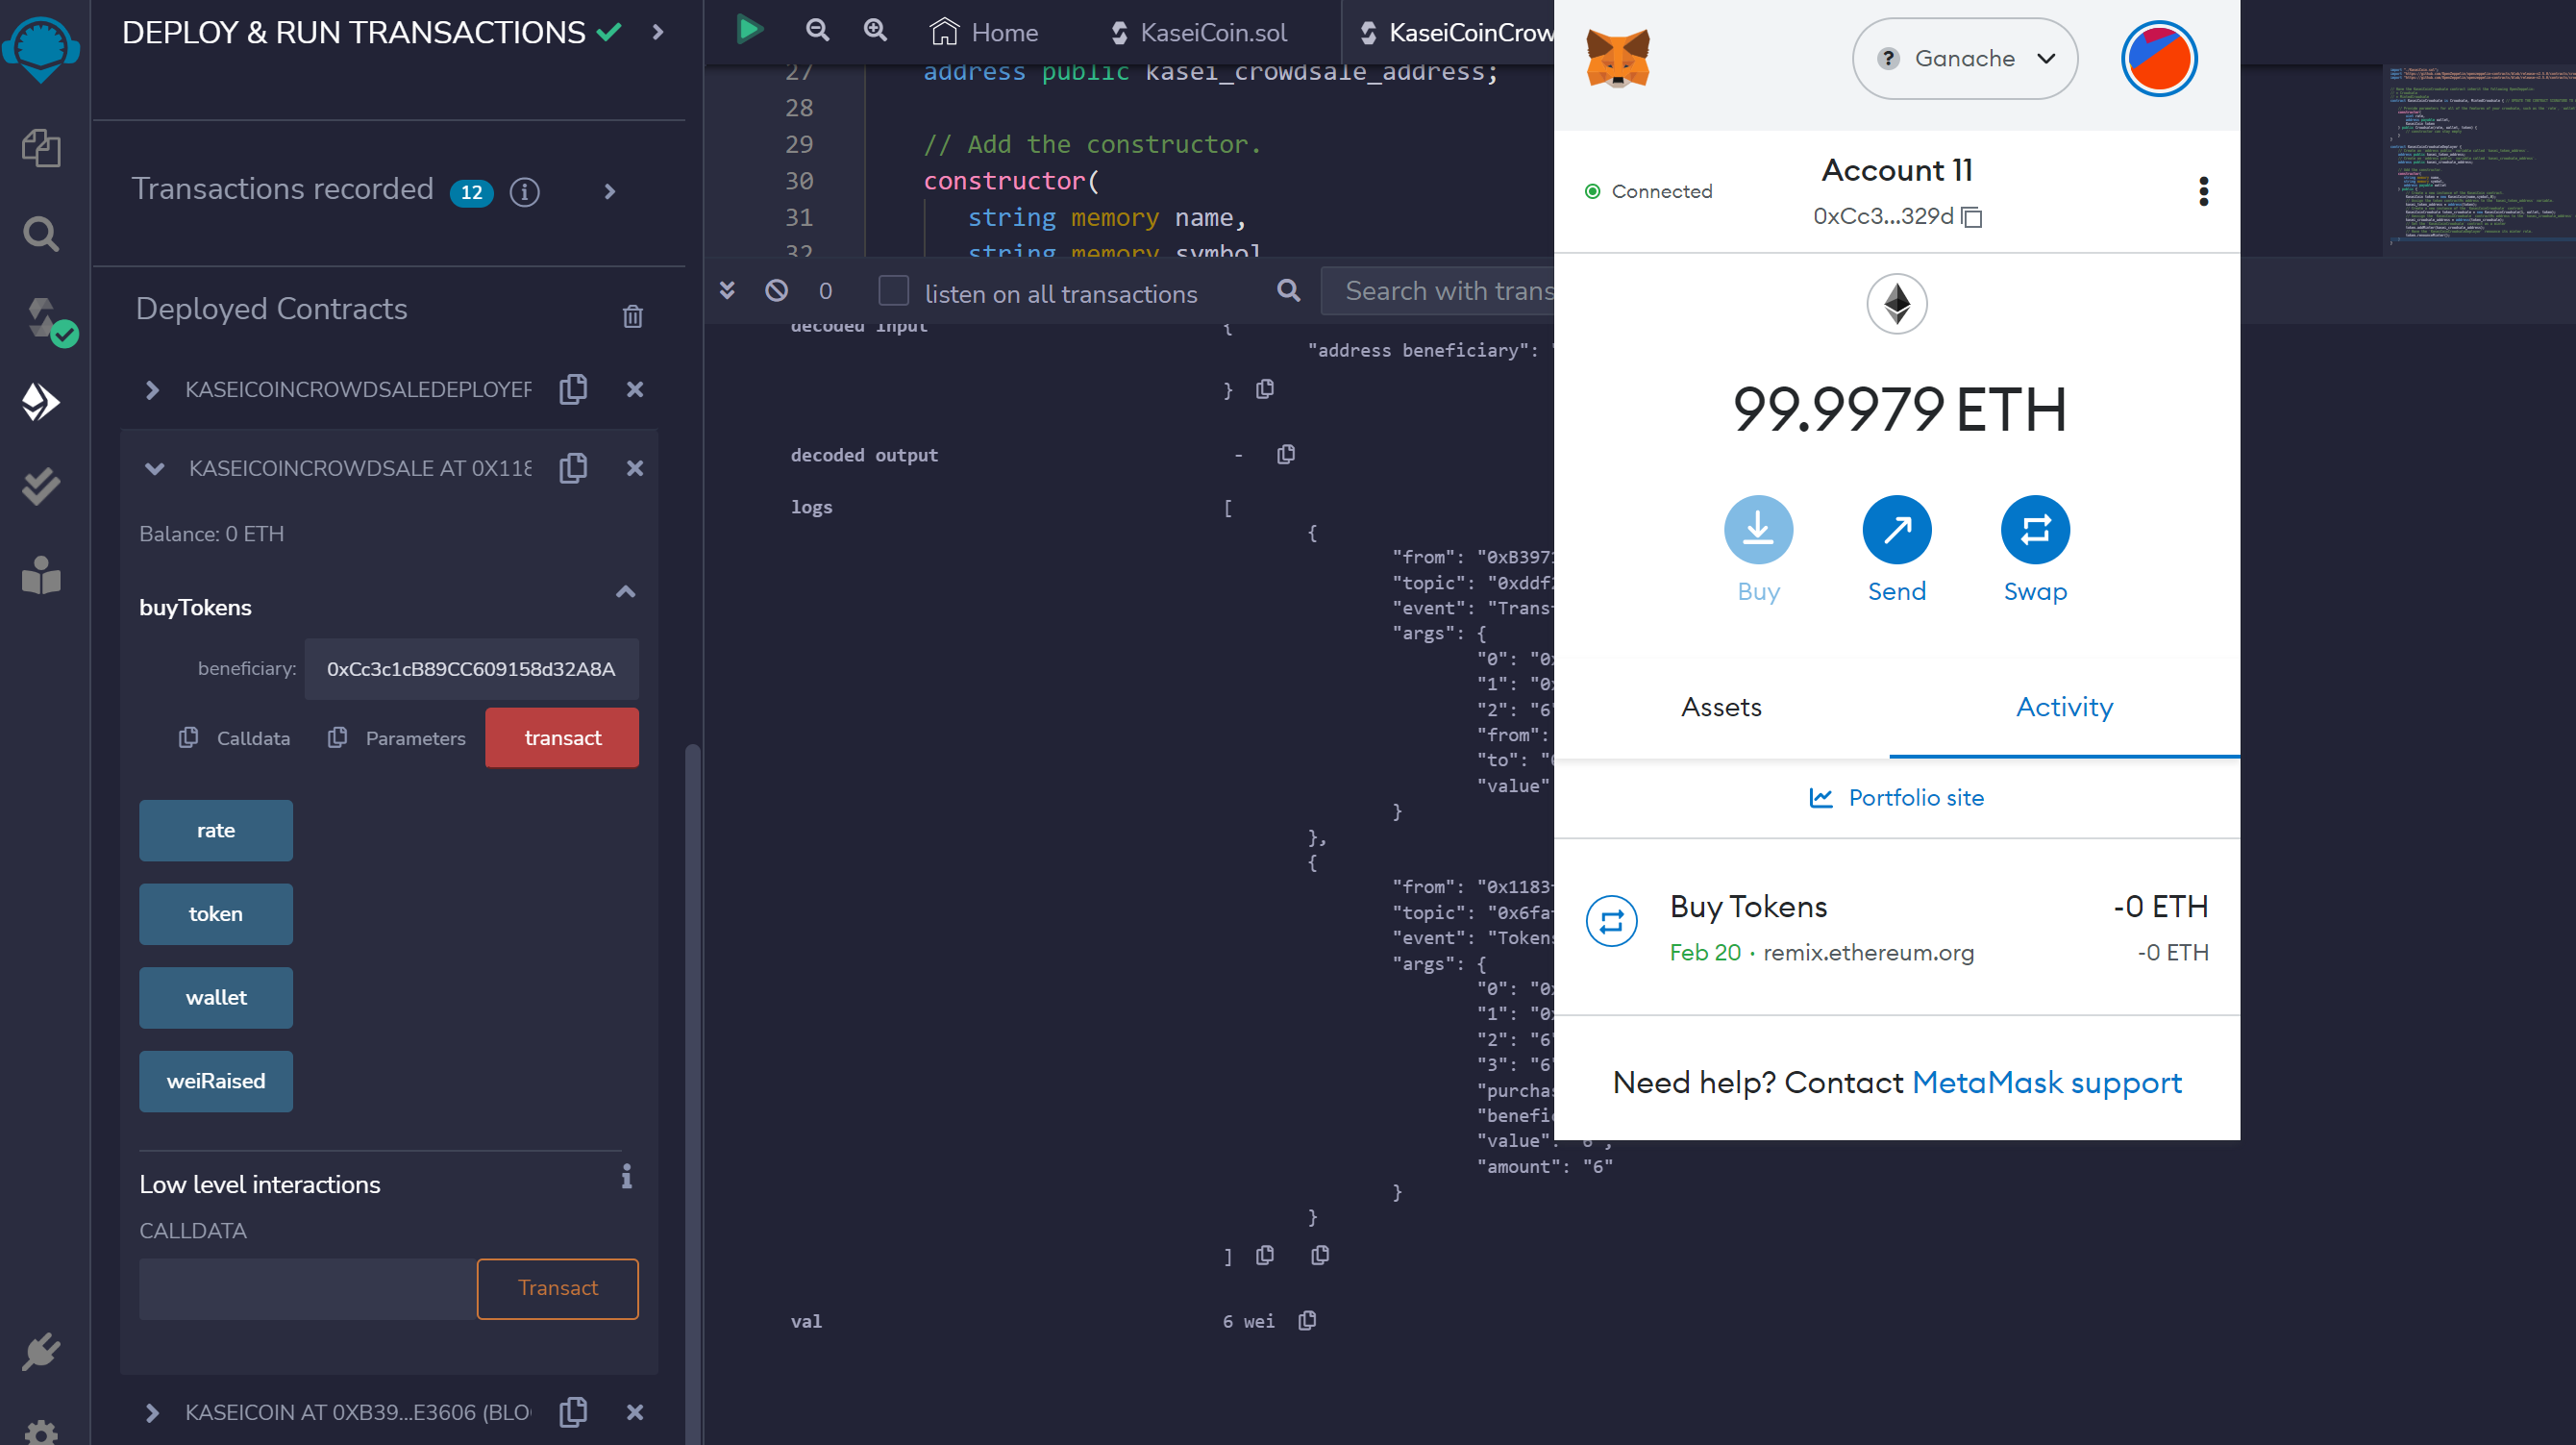 DEPLOY & RUN TRANSACTIONS
Transactions recorded 12
Deployed Contracts
KASEICOINCROWDSALEDEPLOYER
KASEICOINCROWDSALE AT 0X118
Balance: 0 ETH
buyTokens
beneficiary: 0xCc3c1cB89CC609158d32A8A
Calldata Parameters transact
rate
token
wallet
weiRaised
Low level interactions
CALLDATA
Transact
KASEICOIN AT 0XB39...E3606 (BLO
Home KaseiCoin.sol KaseiCoinCrow
27 address public kasei_crowdsale_address;
28
29 // Add the constructor.
30 constructor(
31 string memory name,
32 string memory symbol
0 listen on all transactions Search with trans
decoded input {
"address beneficiary": "
}
decoded output -
logs [
{
"from": "0xB397
"topic": "0xddf
"event": "Trans
"args": {
"0": "0
"1": "0
"2": "6
"from":
"to": "
"value"
}
},
{
"from": "0x1183
"topic": "0x6fa
"event": "Token
"args": {
"0": "0
"1": "0
"2": "6
"3": "6
"purcha
"benefic
"value": "6",
"amount": "6"
}
}
]
val 6 wei
? Ganache
Connected
Account 11
0xCc3...329d
99.9979 ETH
Buy Send Swap
Assets Activity
Portfolio site
Buy Tokens -0 ETH
Feb 20 · remix.ethereum.org -0 ETH
Need help? Contact MetaMask support